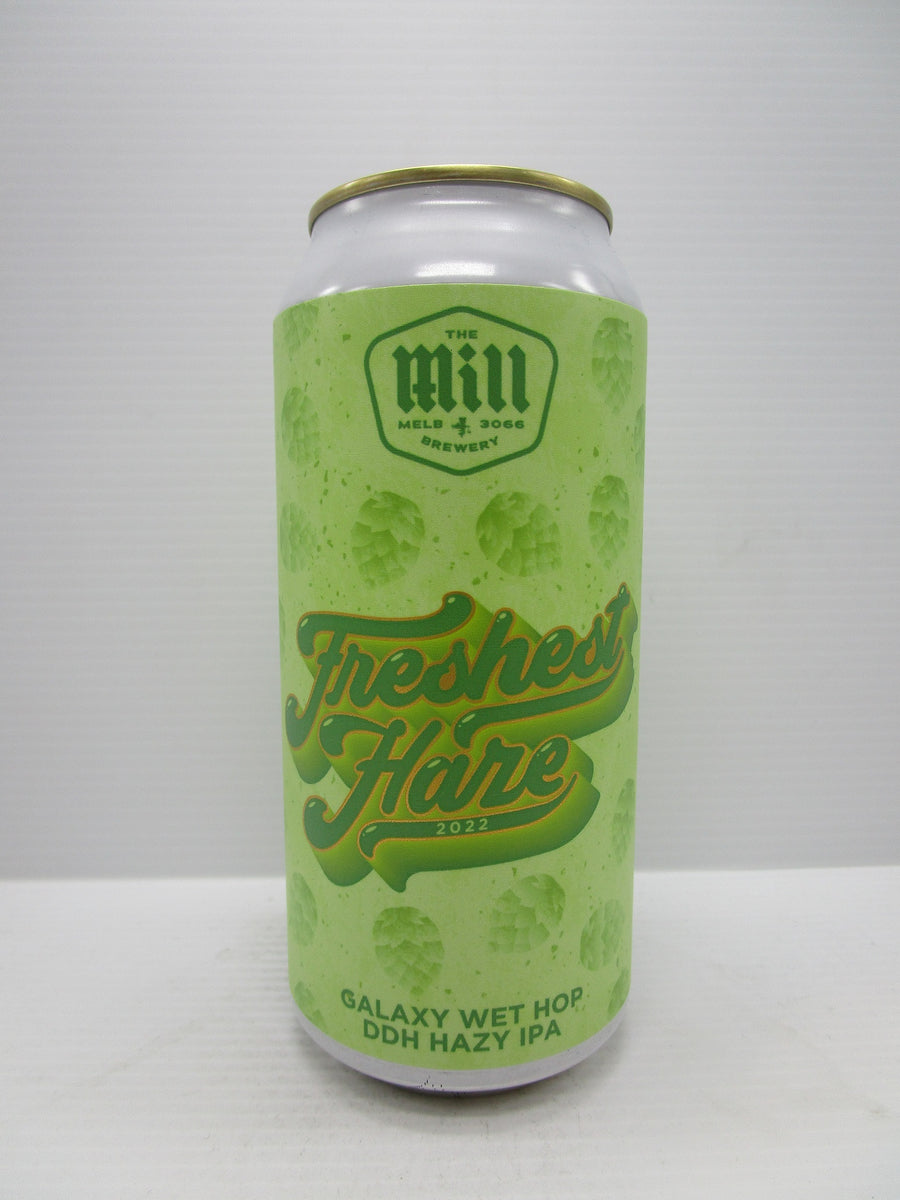 THE
Mill
MELB 3066
BREWERY
Freshest
Haze
2022
GALAXY WET HOP
DDH HAZY IPA